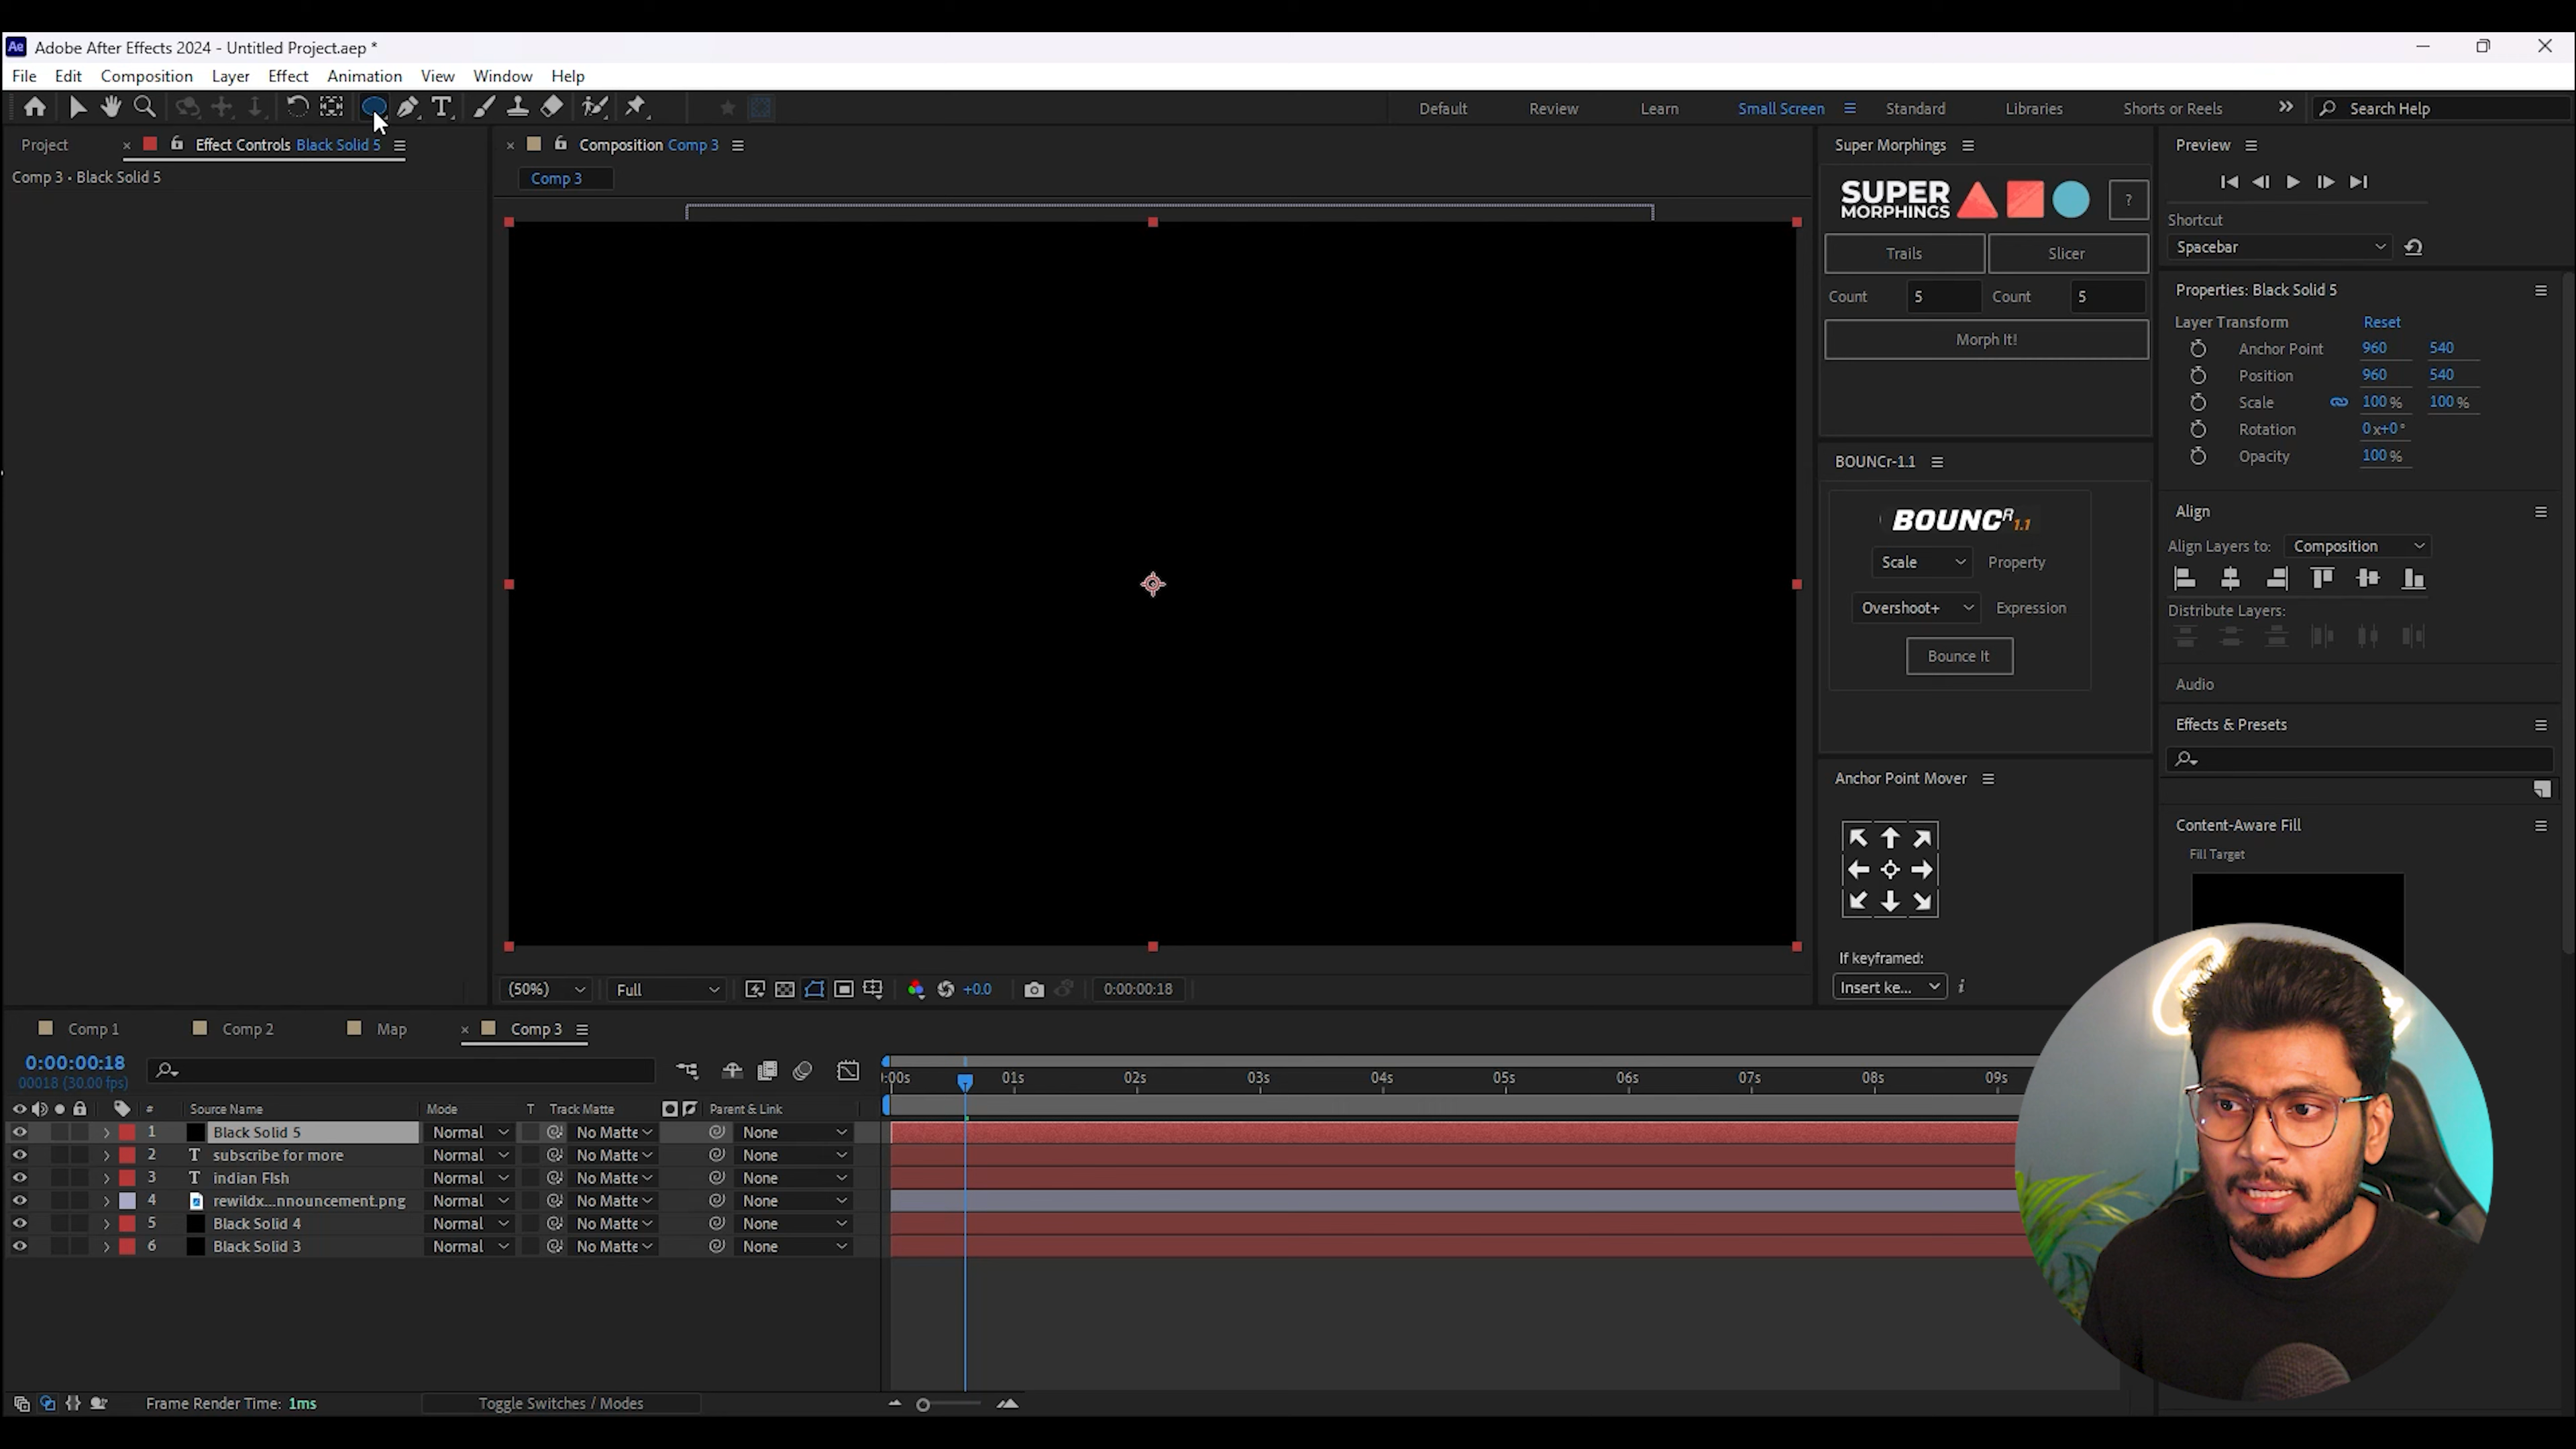 Adobe After Effects 2024 - Untitled Project.aep *
File Edit Composition Layer Effect Animation View Window Help
Default Review Learn Small Screen Standard Libraries Shorts or Reels Search Help
Project Effect Controls Black Solid 5
Comp 3 • Black Solid 5
Composition Comp 3
Comp 3
Super Morphings
SUPER
MORPHINGS
?
Trails Slicer
Count 5 Count 5
Morph It!
BOUNCr-1.1
BOUNCR 1.1
Scale Property
Overshoot+ Expression
Bounce It
Anchor Point Mover
If keyframed:
Insert ke...
Preview
Shortcut
Spacebar
Properties: Black Solid 5
Layer Transform Reset
Anchor Point 960 540
Position 960 540
Scale 100 % 100 %
Rotation 0 x+0 °
Opacity 100 %
Align
Align Layers to: Composition
Distribute Layers:
Audio
Effects & Presets
Content-Aware Fill
Fill Target
(50%) Full +0.0 0:00:00:18
Comp 1 Comp 2 Map Comp 3
0:00:00:18
00018 (30.00 fps)
:00s 01s 02s 03s 04s 05s 06s 07s 08s 09s
# Source Name Mode T Track Matte Parent & Link
1 Black Solid 5 Normal No Matte None
2 T subscribe for more Normal No Matte None
3 T indian FIsh Normal No Matte None
4 rewildx...nnouncement.png Normal No Matte None
5 Black Solid 4 Normal No Matte None
6 Black Solid 3 Normal No Matte None
Frame Render Time: 1ms Toggle Switches / Modes